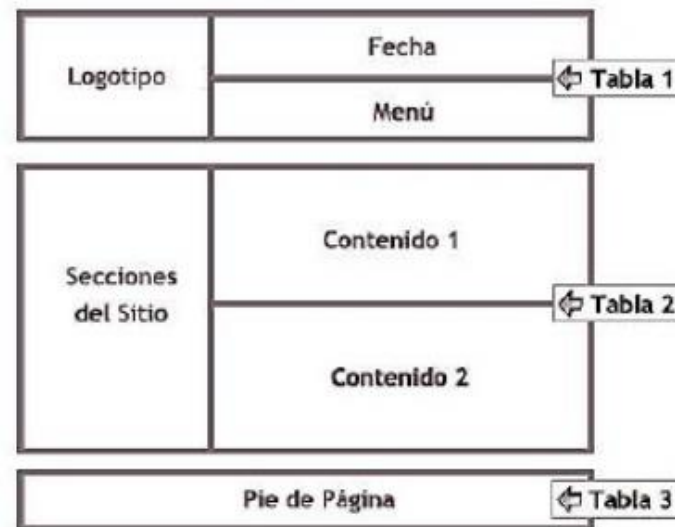 Logotipo
Fecha
Menú
Tabla 1
Secciones
del Sitio
Contenido 1
Contenido 2
Tabla 2
Pie de Página
Tabla 3